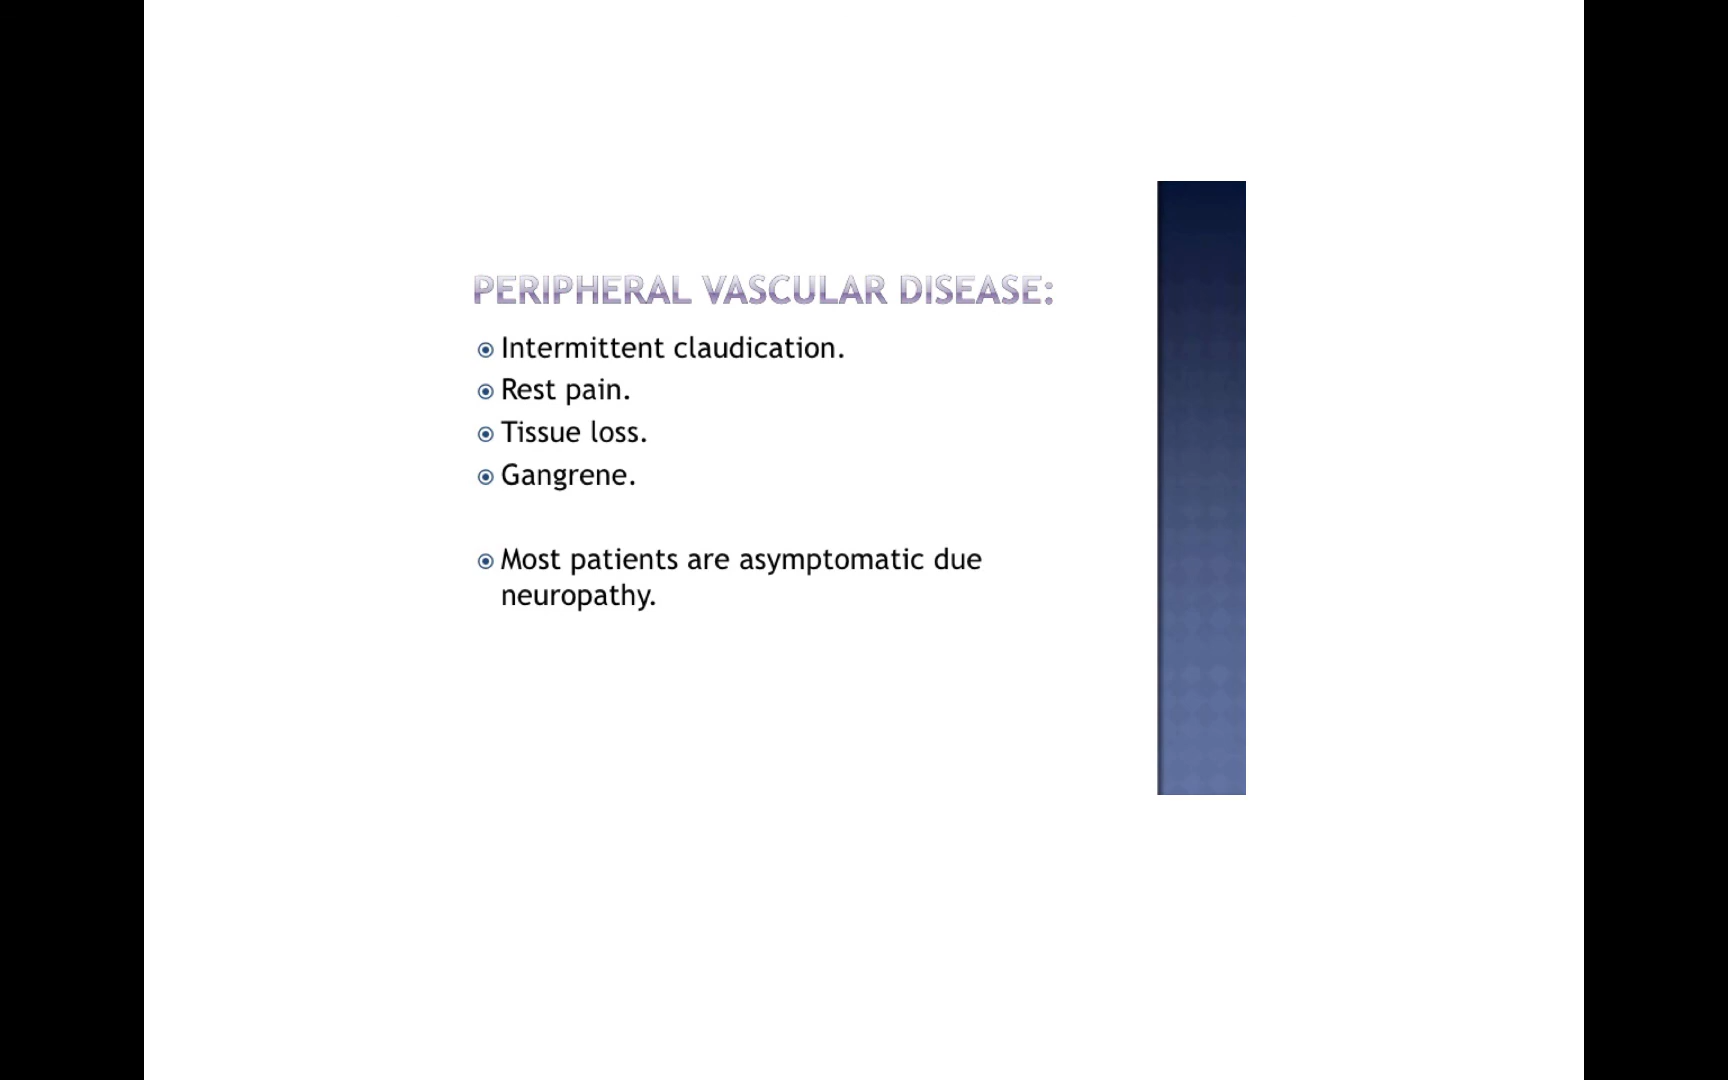 PERIPHERAL VASCULAR DISEASE:
Intermittent claudication.
Rest pain.
Tissue loss.
Gangrene.
Most patients are asymptomatic due
neuropathy.